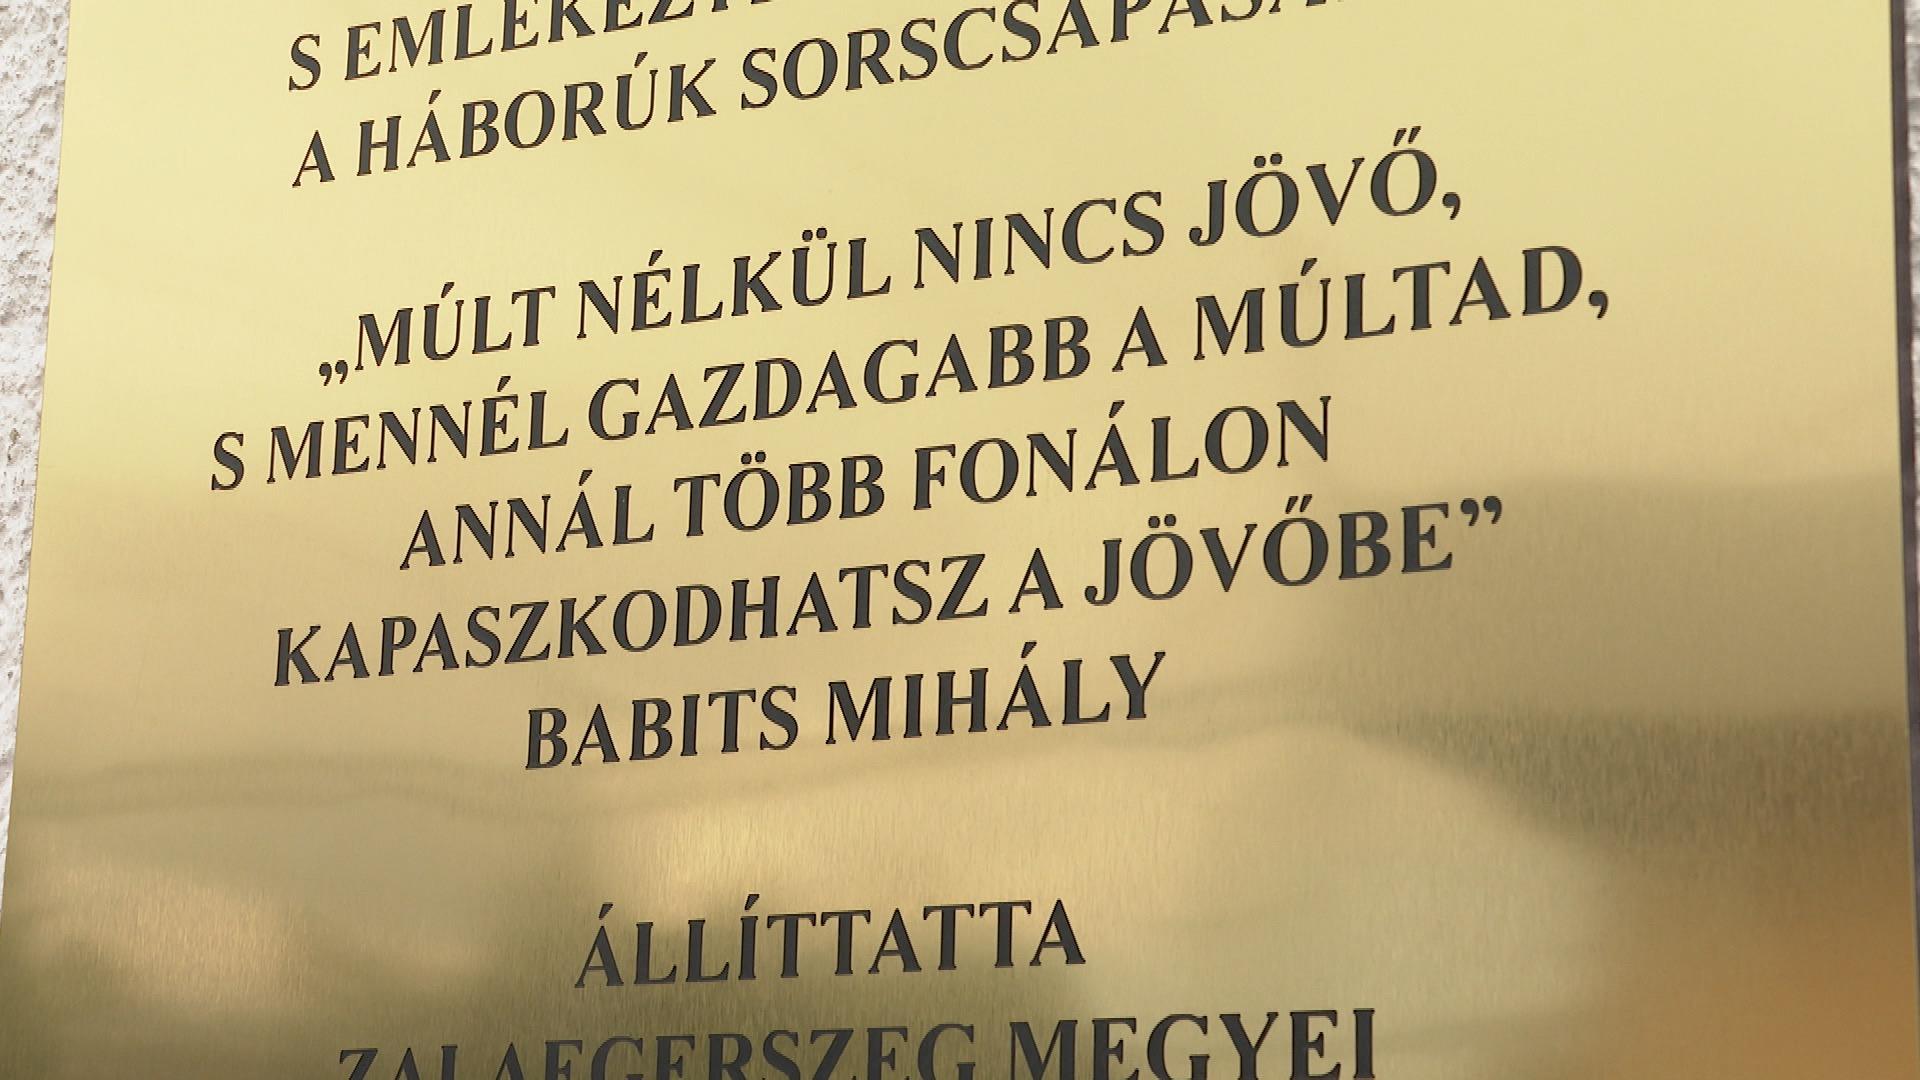 S
A HÁBORÚK
„MÚLT NÉLKÜL NINCS JÖVŐ,
S MENNÉL GAZDAGABB A MÚLTAD,
ANNÁL TÖBB FONÁLON
KAPASZKODHATSZ A JÖVŐBE”
BABITS MIHÁLY
ÁLLÍTTATTA
ZALAEGERSZEG MEGYEI